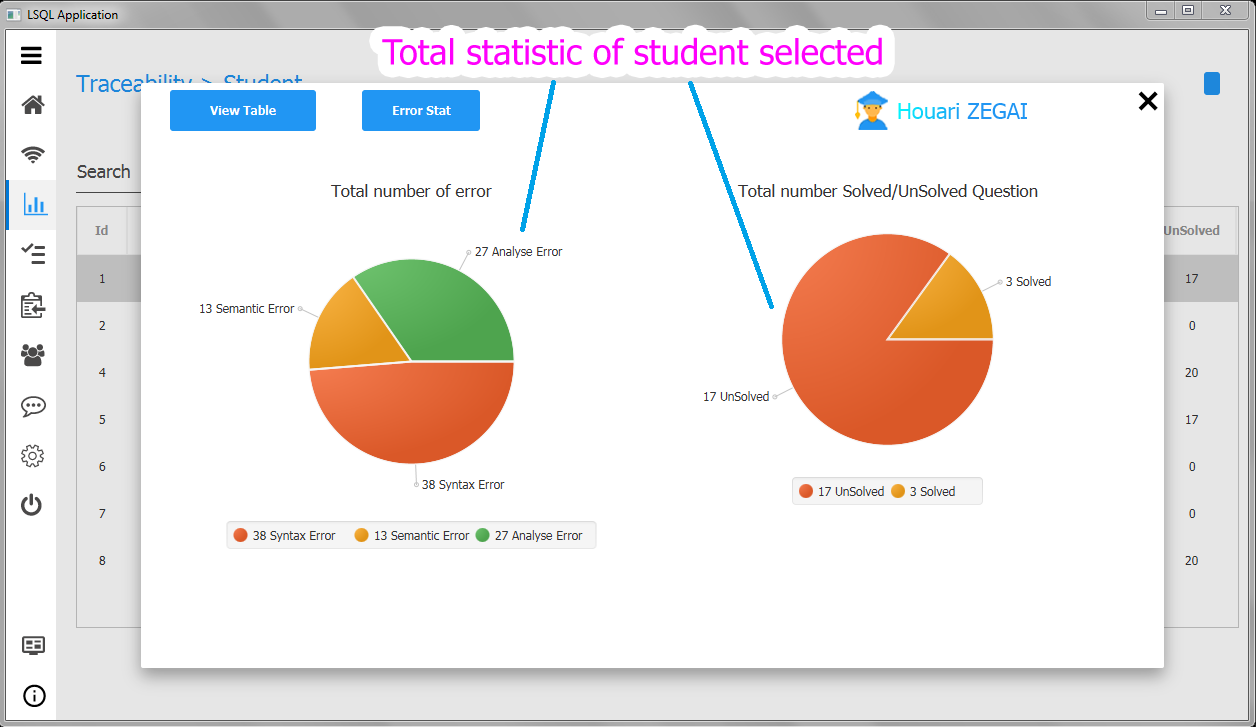 LSQL Application
Total statistic of student selected
Traceability > Student
View Table
Error Stat
Houari ZEGAI
Search
Total number of error
Total number Solved/UnSolved Question
Id
UnSolved
27 Analyse Error
13 Semantic Error
38 Syntax Error
3 Solved
17 UnSolved
1
17
2
0
4
20
5
17
6
0
7
0
8
20
17 UnSolved
3 Solved
38 Syntax Error
13 Semantic Error
27 Analyse Error